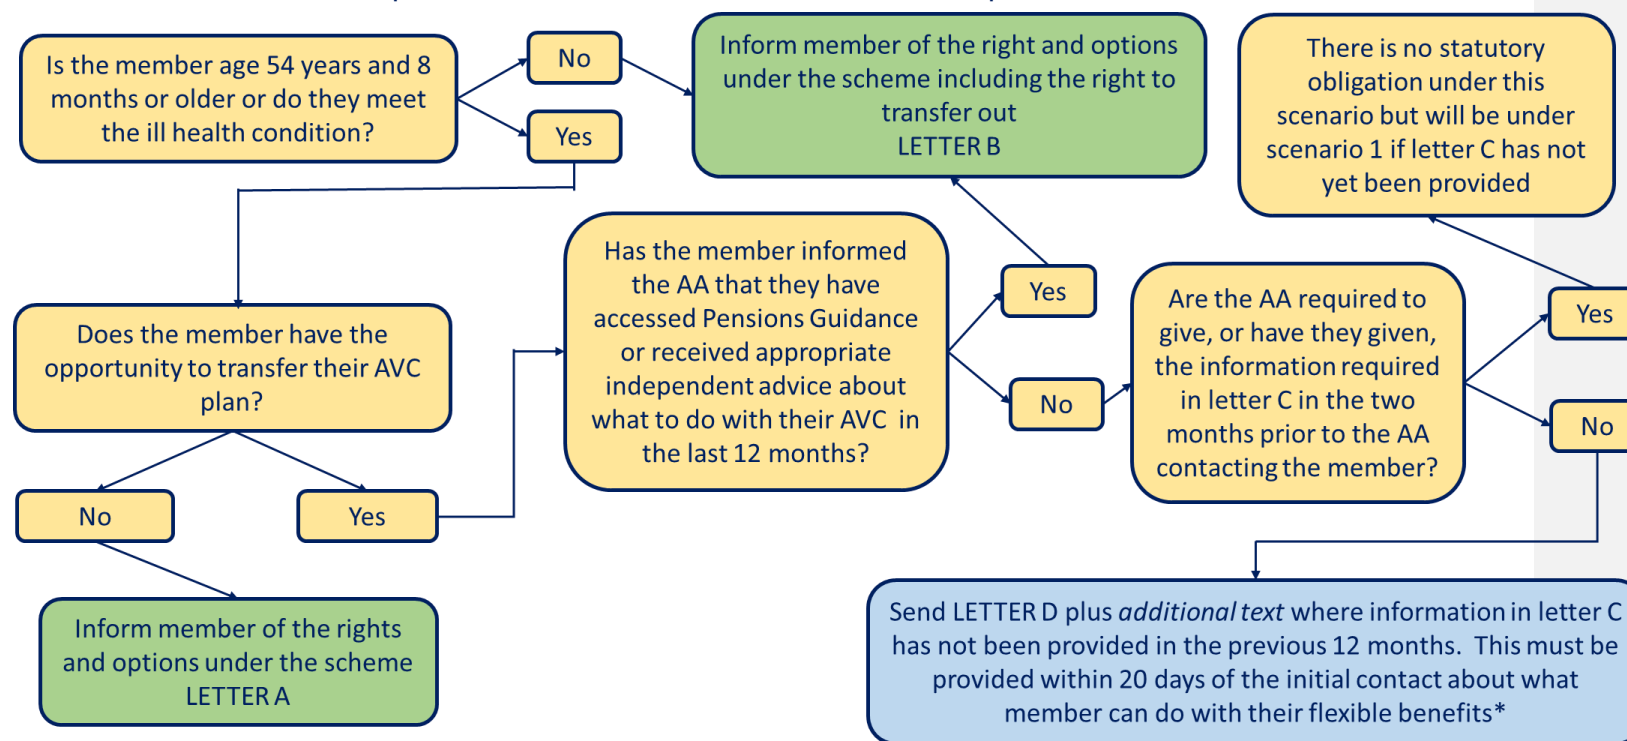 Is the member age 54 years and 8
months or older or do they meet
the ill health condition?
No
Yes
Inform member of the right and options
under the scheme including the right to
transfer out
LETTER B
There is no statutory
obligation under this
scenario but will be under
scenario 1 if letter C has not
yet been provided
Does the member have the
opportunity to transfer their AVC
plan?
No
Yes
Inform member of the rights
and options under the scheme
LETTER A
Has the member informed
the AA that they have
accessed Pensions Guidance
or received appropriate
independent advice about
what to do with their AVC in
the last 12 months?
Yes
No
Are the AA required to
give, or have they given,
the information required
in letter C in the two
months prior to the AA
contacting the member?
Yes
No
Send LETTER D plus additional text where information in letter C
has not been provided in the previous 12 months. This must be
provided within 20 days of the initial contact about what
member can do with their flexible benefits*